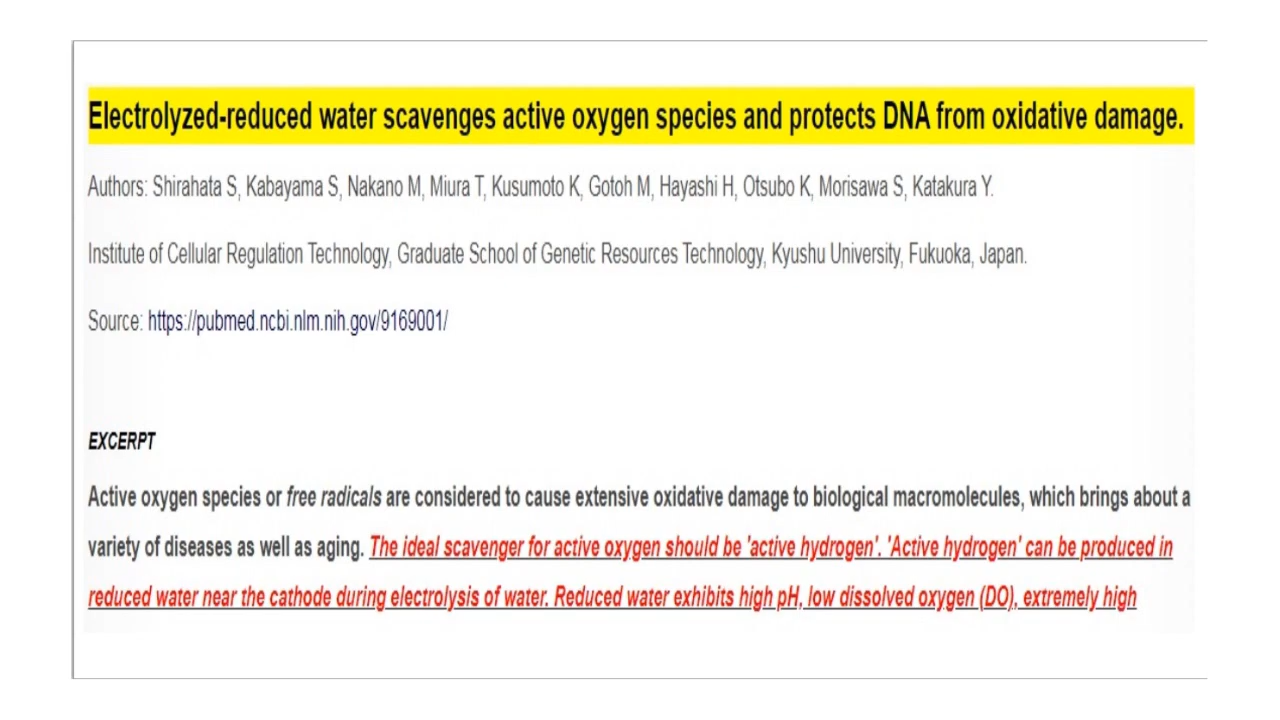 Electrolyzed-reduced water scavenges active oxygen species and protects DNA from oxidative damage.
Authors: Shirahata S, Kabayama S, Nakano M, Miura T, Kusumoto K, Gotoh M, Hayashi H, Otsubo K, Morisawa S, Katakura Y.
Institute of Cellular Regulation Technology, Graduate School of Genetic Resources Technology, Kyushu University, Fukuoka, Japan.
Source: https://pubmed.ncbi.nlm.nih.gov/9169001/
EXCERPT
Active oxygen species or free radicals are considered to cause extensive oxidative damage to biological macromolecules, which brings about a
variety of diseases as well as aging. The ideal scavenger for active oxygen should be 'active hydrogen'. 'Active hydrogen' can be produced in
reduced water near the cathode during electrolysis of water. Reduced water exhibits high pH, low dissolved oxygen (DO), extremely high